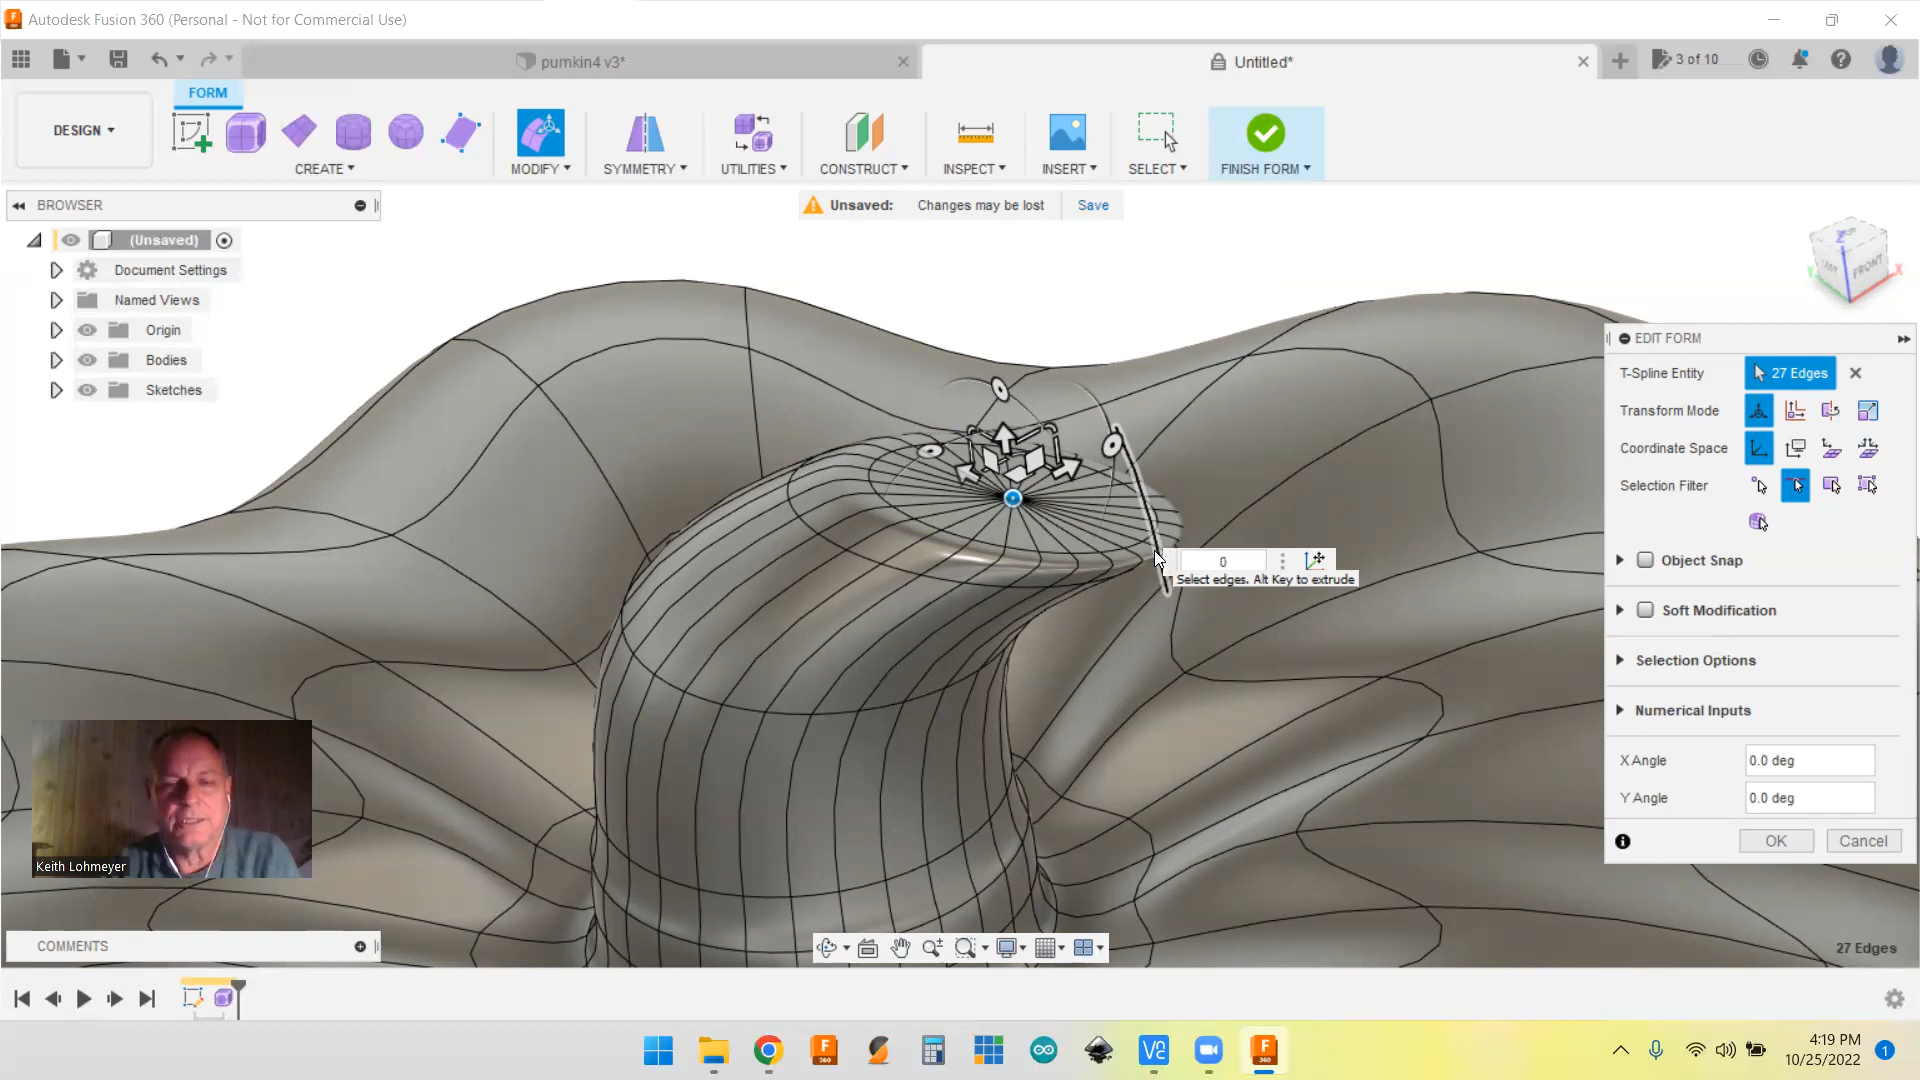 Autodesk Fusion 360 (Personal - Not for Commercial Use)
pumkin4 v3*
Untitled*
3 of 10
FORM
DESIGN
CREATE
MODIFY
SYMMETRY
UTILITIES
CONSTRUCT
INSPECT
INSERT
SELECT
FINISH FORM
BROWSER
Unsaved: Changes may be lost Save
(Unsaved)
Document Settings
Named Views
Origin
Bodies
Sketches
Z
FRONT
X
EDIT FORM
T-Spline Entity 27 Edges
Transform Mode
Coordinate Space
Selection Filter
Object Snap
Soft Modification
Selection Options
Numerical Inputs
X Angle 0.0 deg
Y Angle 0.0 deg
OK Cancel
0
Select edges. Alt Key to extrude
Keith Lohmeyer
COMMENTS
27 Edges
4:19 PM
10/25/2022
1